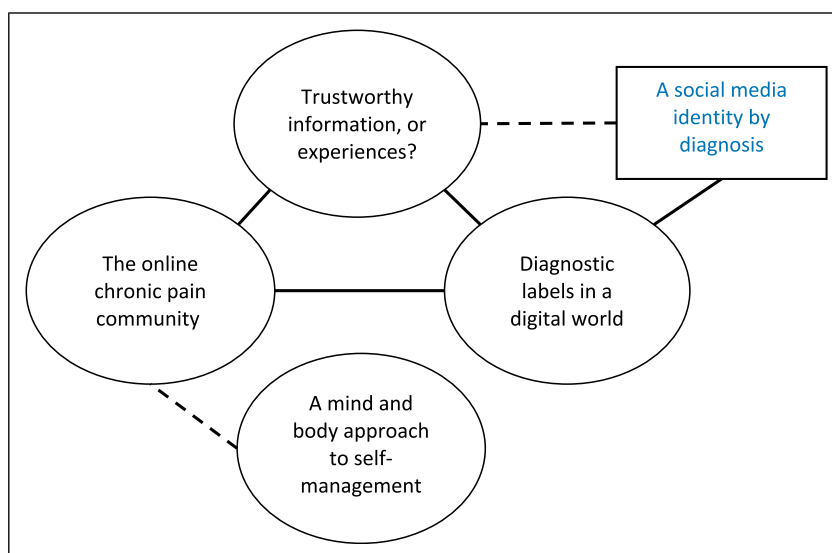 Trustworthy
information, or
experiences?
A social media
identity by
diagnosis
The online
chronic pain
community
Diagnostic
labels in a
digital world
A mind and
body approach
to self-
management